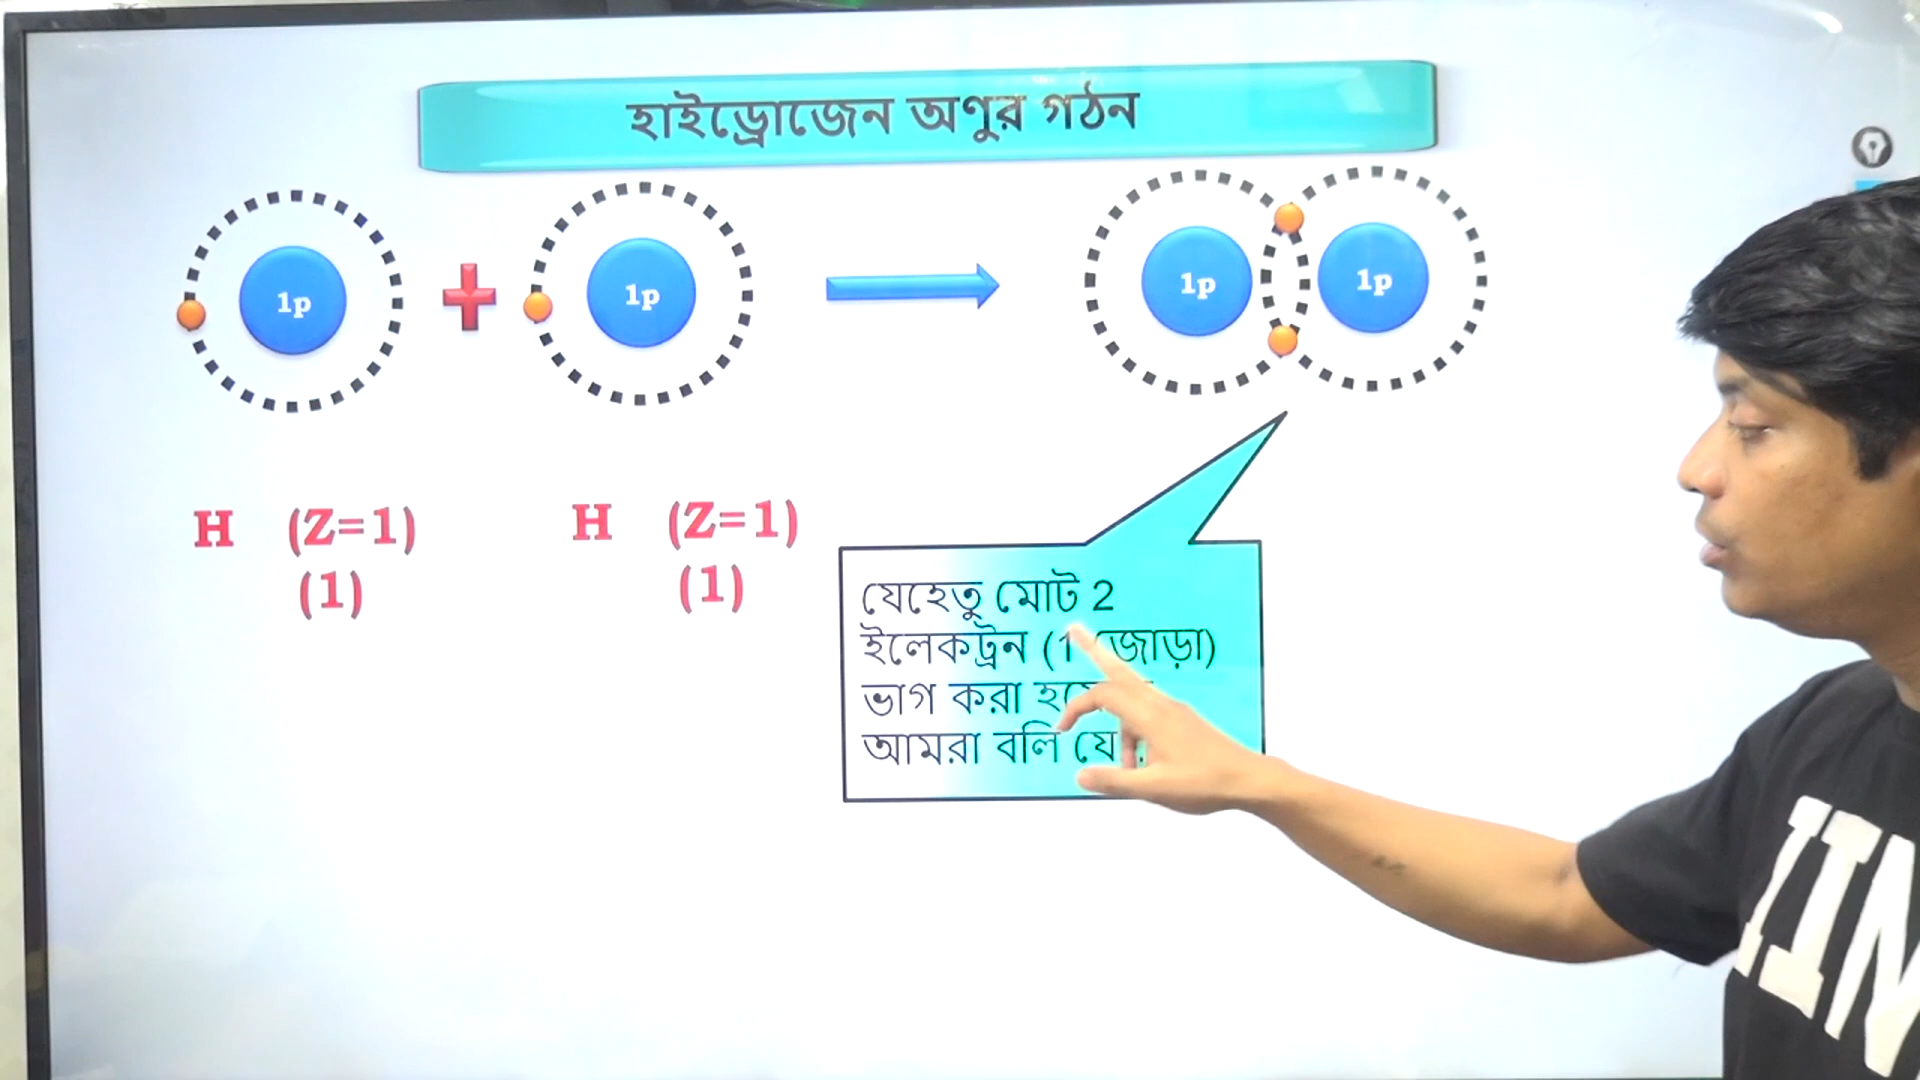 হাইড্রোজেন অণুর গঠন
1p
1p
1p
1p
H (Z=1)
(1)
H (Z=1)
(1)
যেহেতু মোট 2
ইলেকট্রন (1 জোড়া)
ভাগ করা
আমরা বলি যে